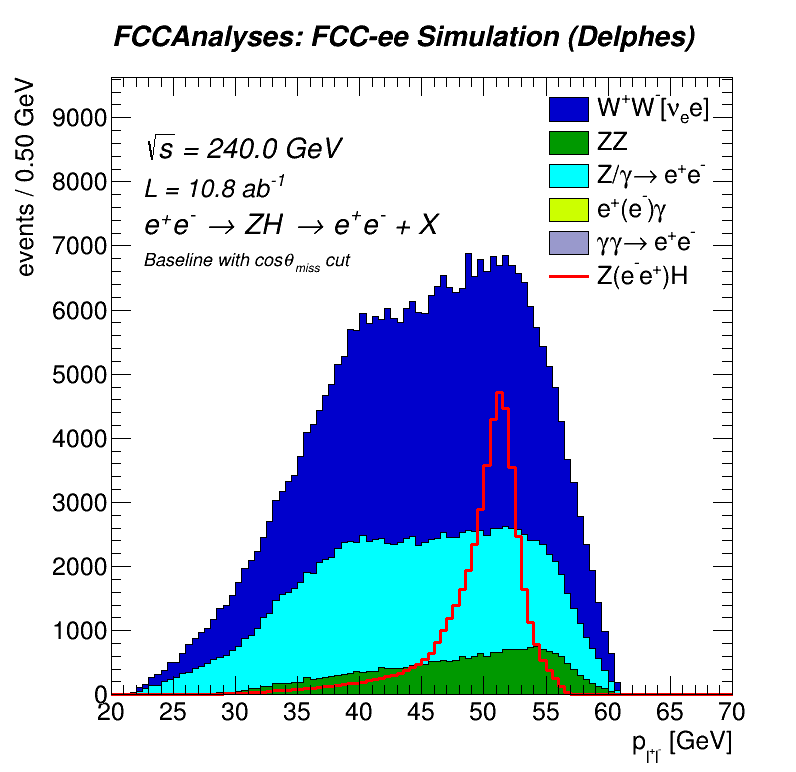 FCCAnalyses: FCC-ee Simulation (Delphes)
events / 0.50 GeV
9000
8000
7000
6000
5000
4000
3000
2000
1000
0
√s = 240.0 GeV
L = 10.8 ab⁻¹
e⁺e⁻ → ZH → e⁺e⁻ + X
Baseline with cosθ_miss cut
W⁺W⁻[νₑe]
ZZ
Z/γ→ e⁺e⁻
e⁺(e⁻)γ
γγ→ e⁺e⁻
Z(e⁻e⁺)H
20 25 30 35 40 45 50 55 60 65 70
p_l⁺l⁻ [GeV]